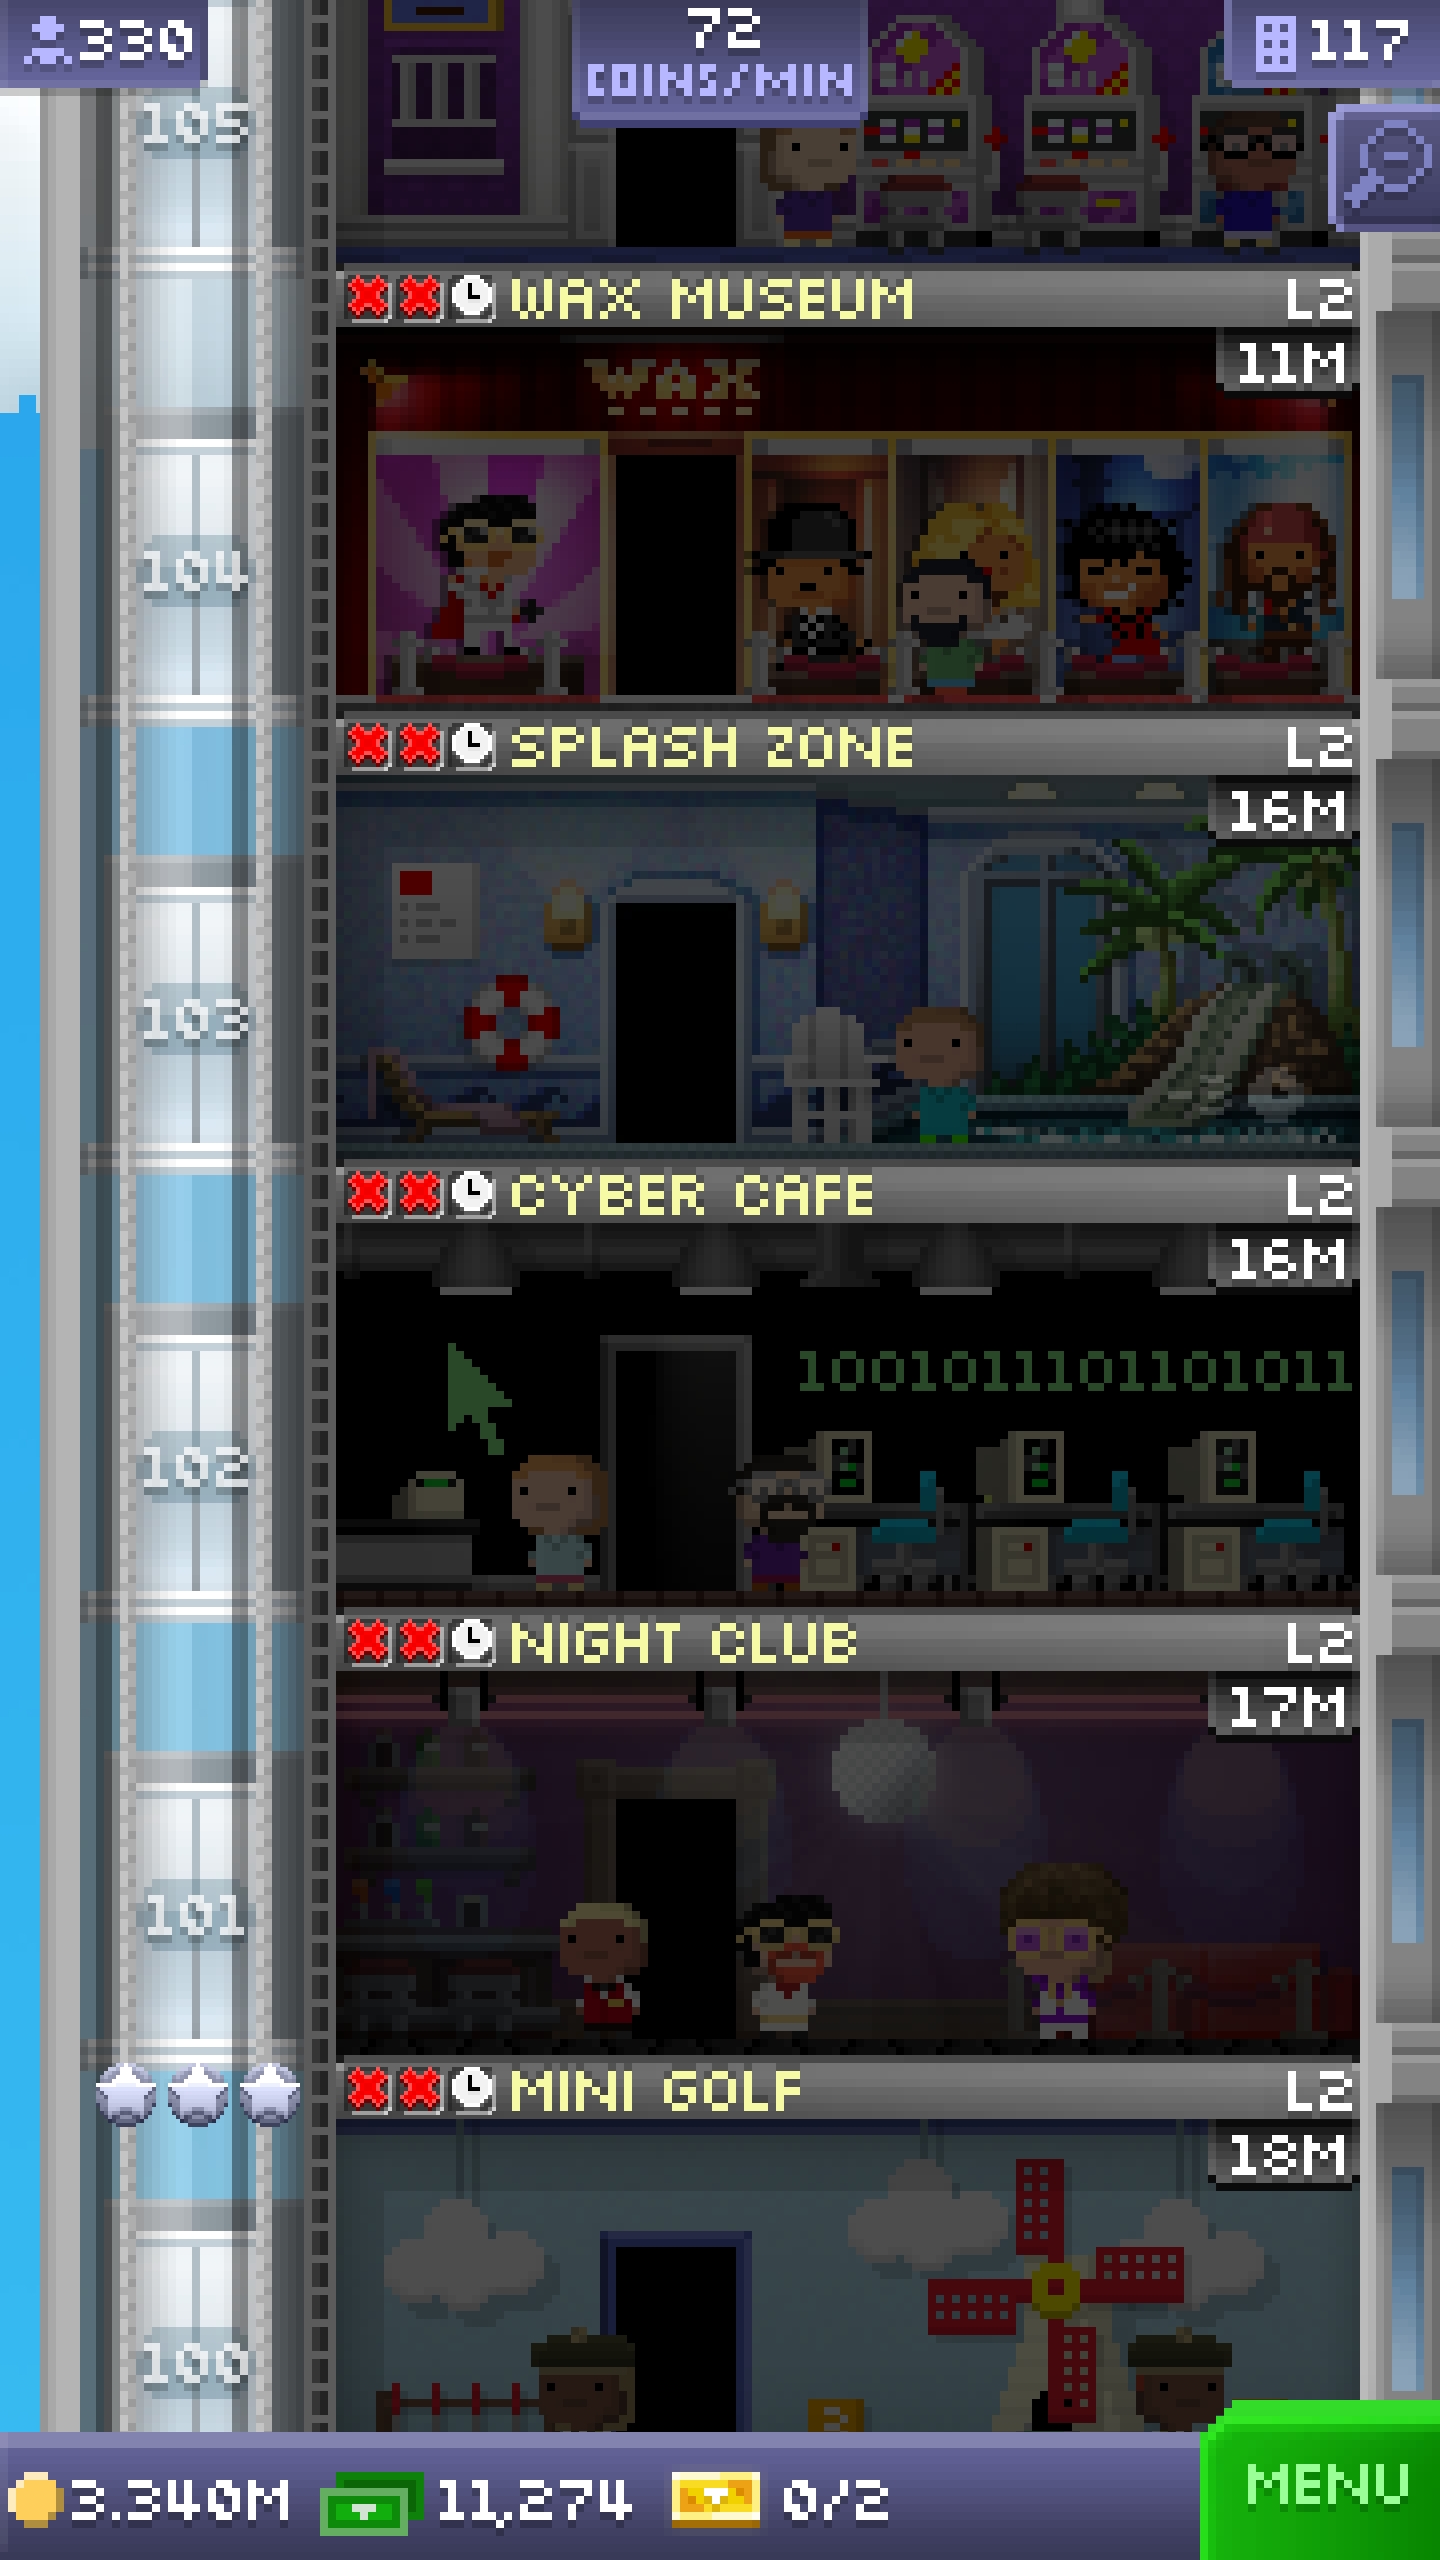 330
72
COINS/MIN
117
105
WAX MUSEUM
L2
11M
WAX
104
SPLASH ZONE
L2
16M
103
CYBER CAFE
L2
16M
10010111101101011
102
NIGHT CLUB
L2
17M
101
MINI GOLF
L2
18M
100
3
3.340M
11,274
0/2
MENU